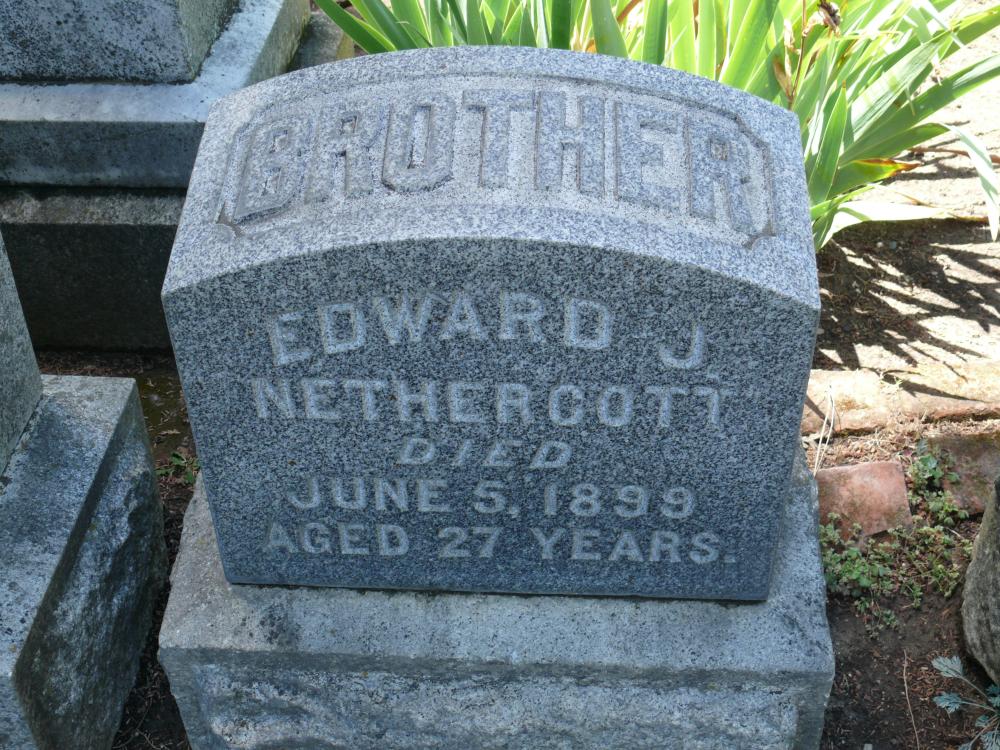 BROTHER
EDWARD J.
NETHERCOTT
DIED
JUNE 5, 1899
AGED 27 YEARS.